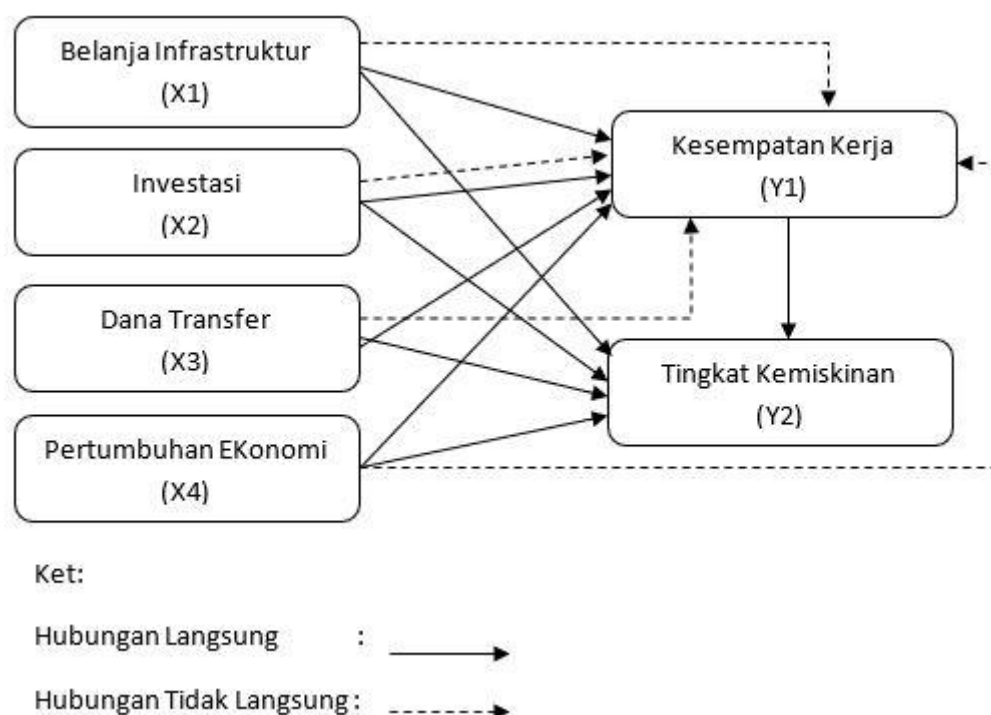 Belanja Infrastruktur
(X1)
Investasi
(X2)
Dana Transfer
(X3)
Pertumbuhan EKonomi
(X4)
Kesempatan Kerja
(Y1)
Tingkat Kemiskinan
(Y2)
Ket:
Hubungan Langsung :
Hubungan Tidak Langsung :